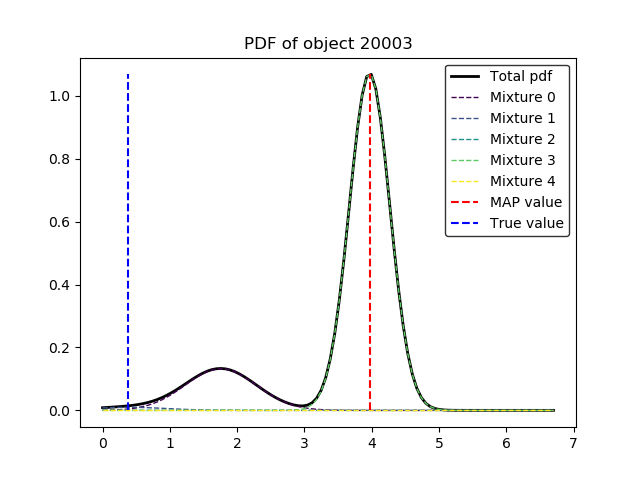 PDF of object 20003
Total pdf
Mixture 0
Mixture 1
Mixture 2
Mixture 3
Mixture 4
MAP value
True value
1.0
0.8
0.6
0.4
0.2
0.0
0 1 2 3 4 5 6 7